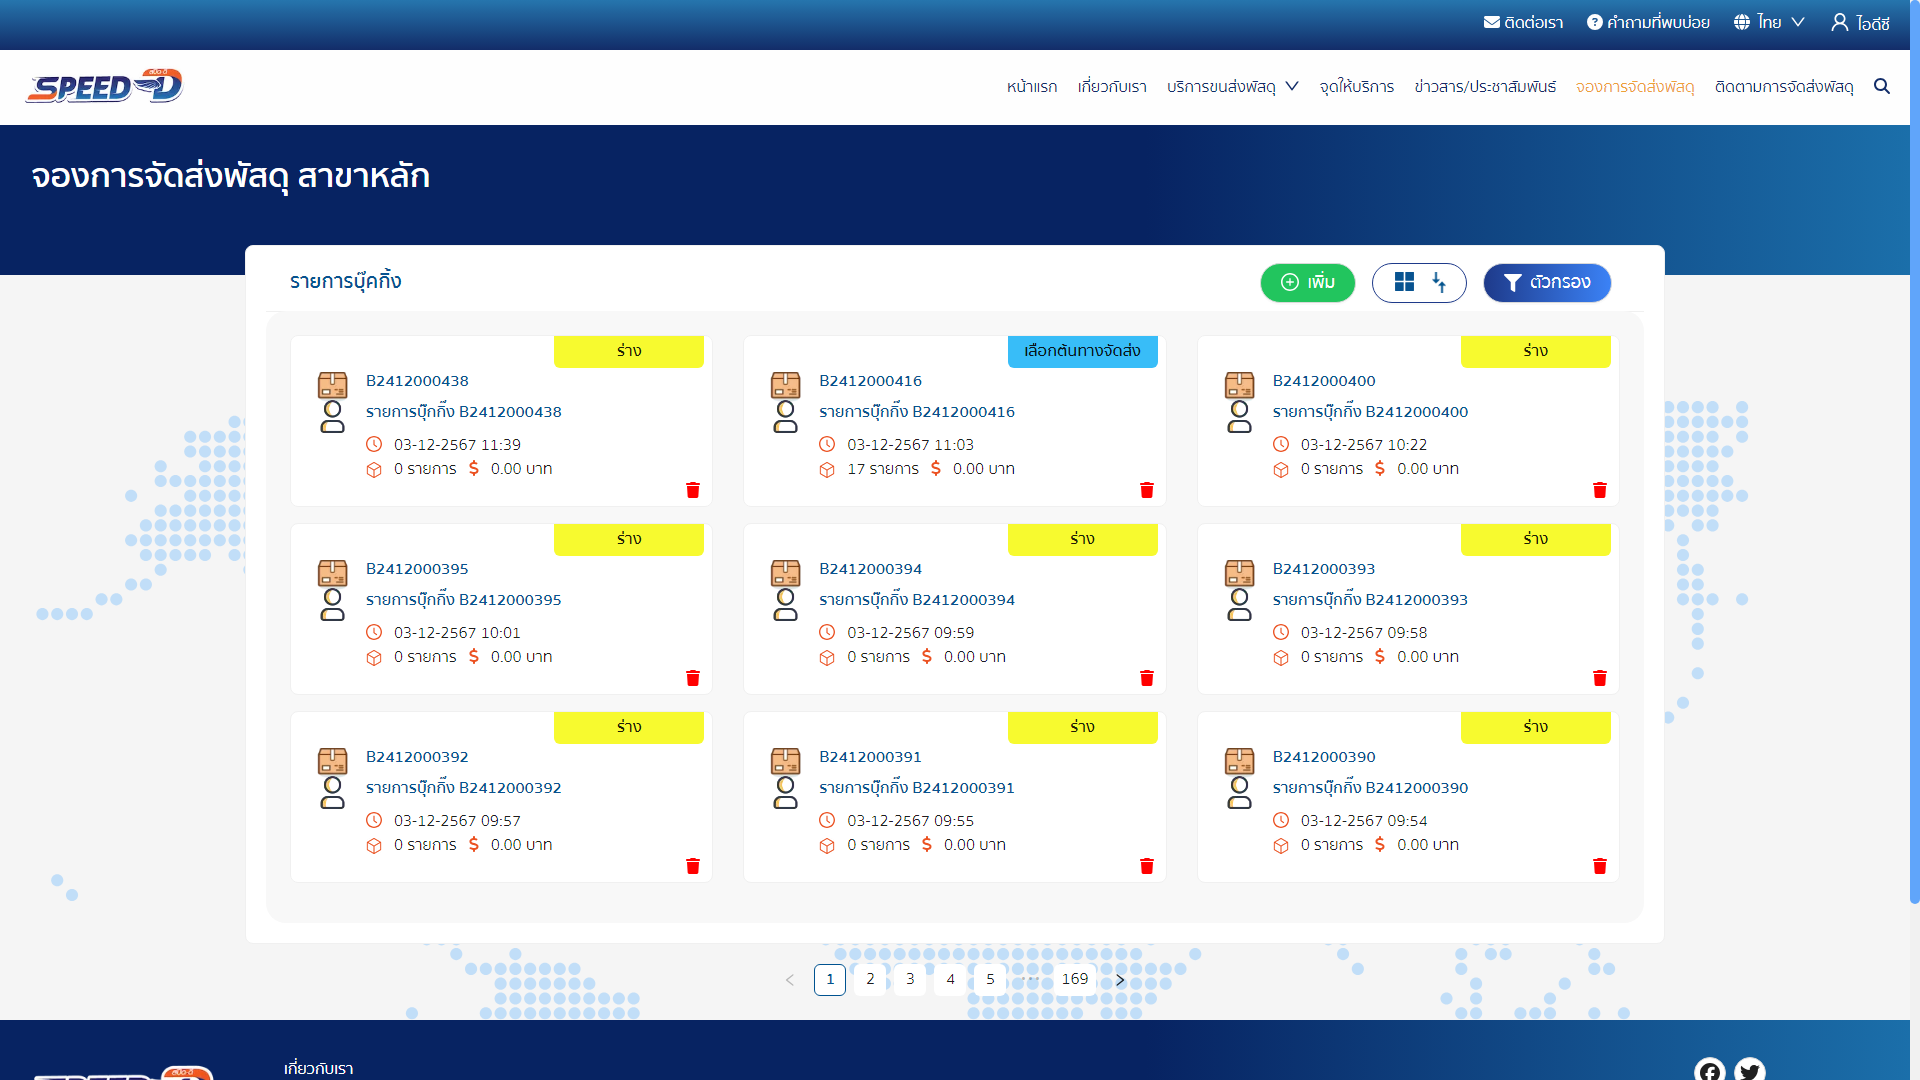 ติดต่อเรา
คำถามที่พบบ่อย
ไทย
ไอดีซี
สปีด-ดี
SPEED-D
หน้าแรก
เกี่ยวกับเรา
บริการขนส่งพัสดุ
จุดให้บริการ
ข่าวสาร/ประชาสัมพันธ์
จองการจัดส่งพัสดุ
ติดตามการจัดส่งพัสดุ
จองการจัดส่งพัสดุ สาขาหลัก
รายการบุ๊คกิ้ง
เพิ่ม
ตัวกรอง
ร่าง
B2412000438
รายการบุ๊กกิ๊ง B2412000438
03-12-2567 11:39
0 รายการ $ 0.00 บาท
เลือกต้นทางจัดส่ง
B2412000416
รายการบุ๊กกิ๊ง B2412000416
03-12-2567 11:03
17 รายการ $ 0.00 บาท
ร่าง
B2412000400
รายการบุ๊กกิ๊ง B2412000400
03-12-2567 10:22
0 รายการ $ 0.00 บาท
ร่าง
B2412000395
รายการบุ๊กกิ๊ง B2412000395
03-12-2567 10:01
0 รายการ $ 0.00 บาท
ร่าง
B2412000394
รายการบุ๊กกิ๊ง B2412000394
03-12-2567 09:59
0 รายการ $ 0.00 บาท
ร่าง
B2412000393
รายการบุ๊กกิ๊ง B2412000393
03-12-2567 09:58
0 รายการ $ 0.00 บาท
ร่าง
B2412000392
รายการบุ๊กกิ๊ง B2412000392
03-12-2567 09:57
0 รายการ $ 0.00 บาท
ร่าง
B2412000391
รายการบุ๊กกิ๊ง B2412000391
03-12-2567 09:55
0 รายการ $ 0.00 บาท
ร่าง
B2412000390
รายการบุ๊กกิ๊ง B2412000390
03-12-2567 09:54
0 รายการ $ 0.00 บาท
< 1 2 3 4 5 ••• 169 >
เกี่ยวกับเรา
สปีด-ดี